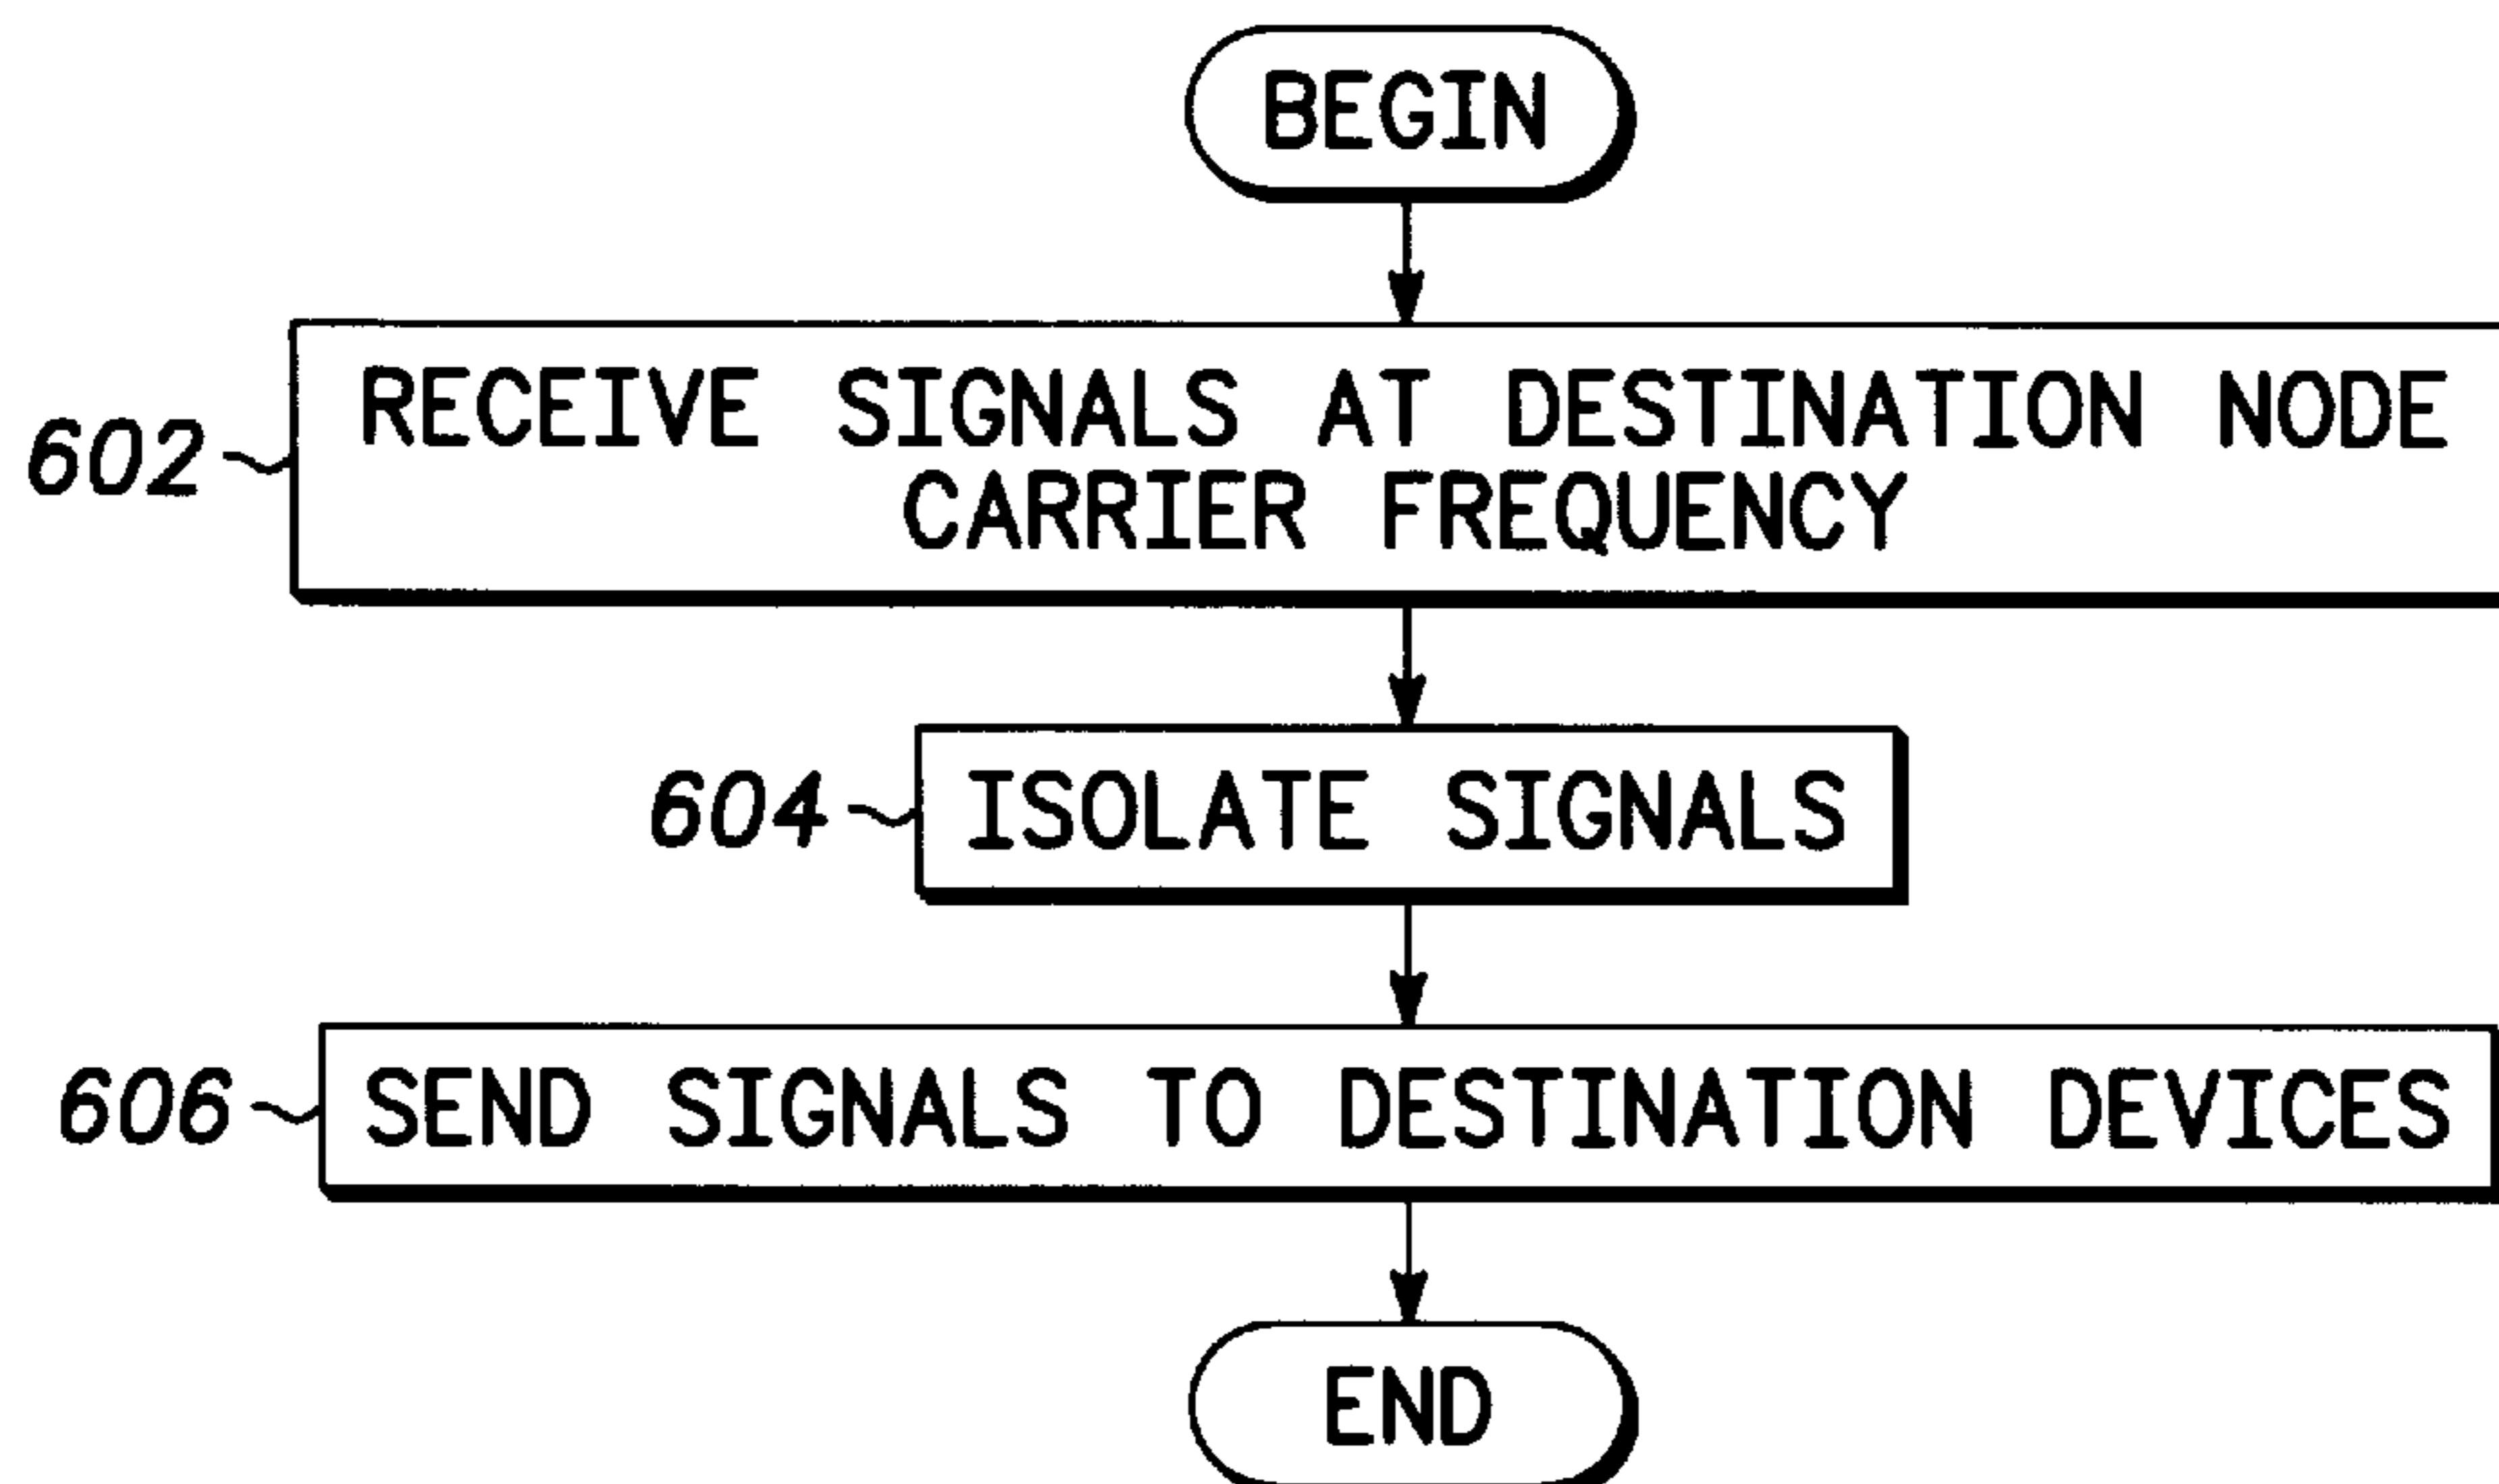 BEGIN
RECEIVE SIGNALS AT DESTINATION NODE
CARRIER FREQUENCY
602
ISOLATE SIGNALS
604
SEND SIGNALS TO DESTINATION DEVICES
606
END